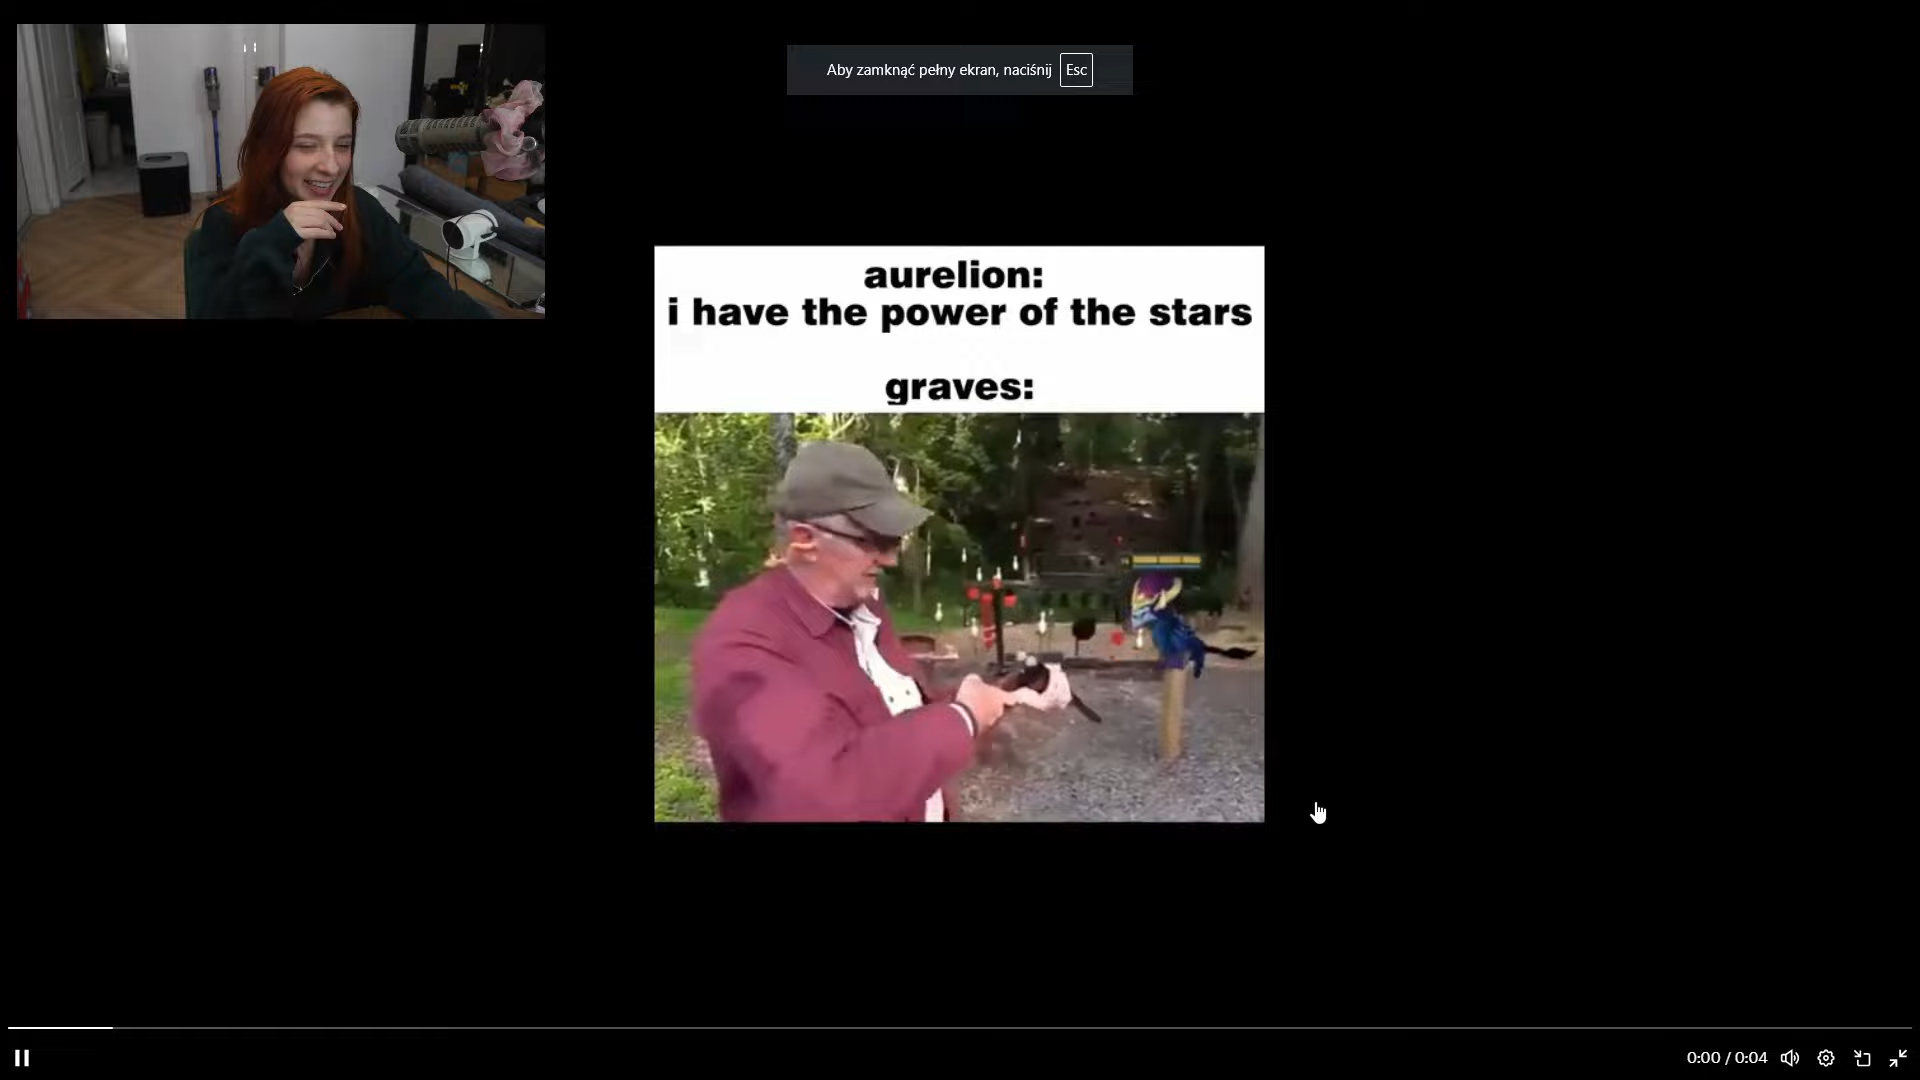 Aby zamknąć pełny ekran, naciśnij Esc
aurelion:
i have the power of the stars
graves:
0:00 / 0:04